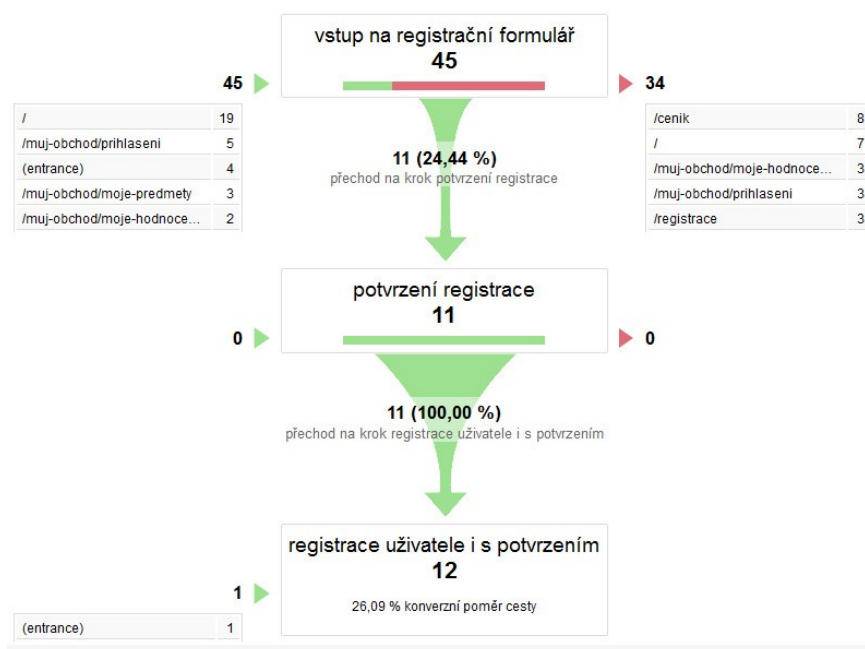 vstup na registrační formulář
45
45
34
/ 19
/muj-obchod/prihlaseni 5
(entrance) 4
/muj-obchod/moje-predmety 3
/muj-obchod/moje-hodnoce... 2
/cenik 8
/ 7
/muj-obchod/moje-hodnoce... 3
/muj-obchod/prihlaseni 3
/registrace 3
11 (24,44 %)
přechod na krok potvrzení registrace
potvrzení registrace
11
0
0
11 (100,00 %)
přechod na krok registrace uživatele i s potvrzením
registrace uživatele i s potvrzením
12
26,09 % konverzní poměr cesty
1
(entrance) 1